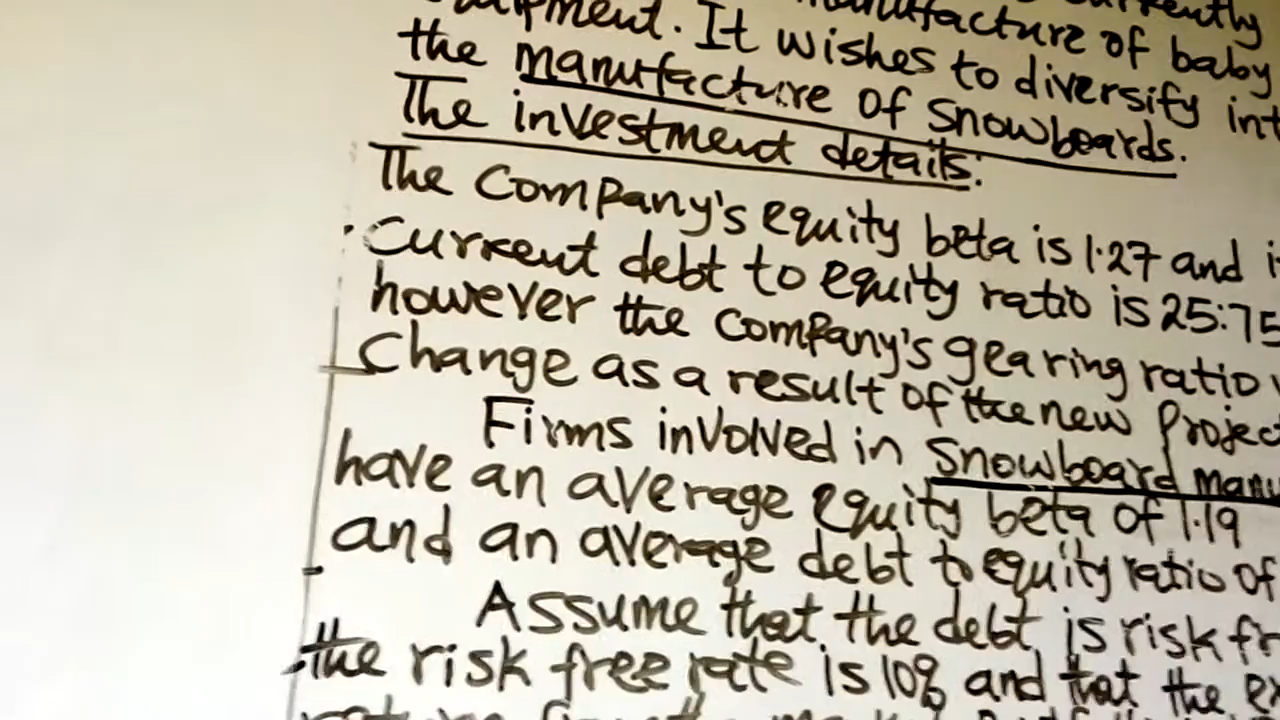 manufacture of baby
It wishes to diversify
the manufacture of snowboards.
The investment details:
The Company's equity beta is 1.27 and
Current debt to equity ratio is 25:75
however the company's gearing ratio
Change as a result of the new
Firms involved in snowboard
have an average equity beta of 1.19
and an average debt to equity ratio of
Assume that the debt is risk
the risk free rate is 10% and that the